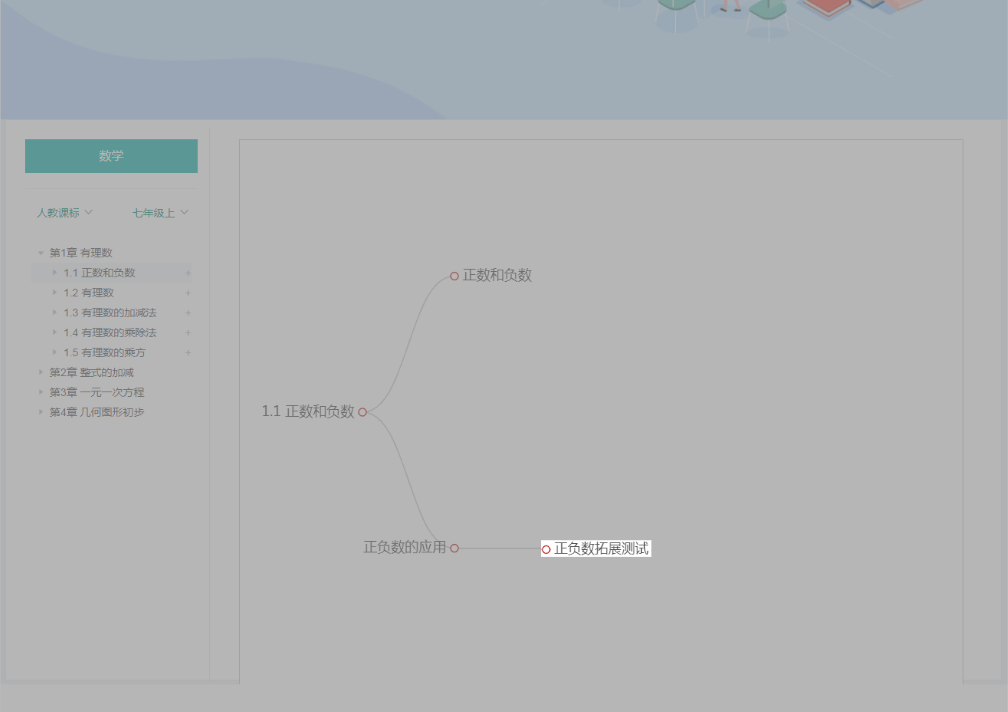 数学
人教课标 七年级上
第1章 有理数
1.1 正数和负数 +
1.2 有理数 +
1.3 有理数的加减法 +
1.4 有理数的乘除法 +
1.5 有理数的乘方 +
第2章 整式的加减
第3章 一元一次方程
第4章 几何图形初步
正数和负数
1.1 正数和负数
正负数的应用
正负数拓展测试